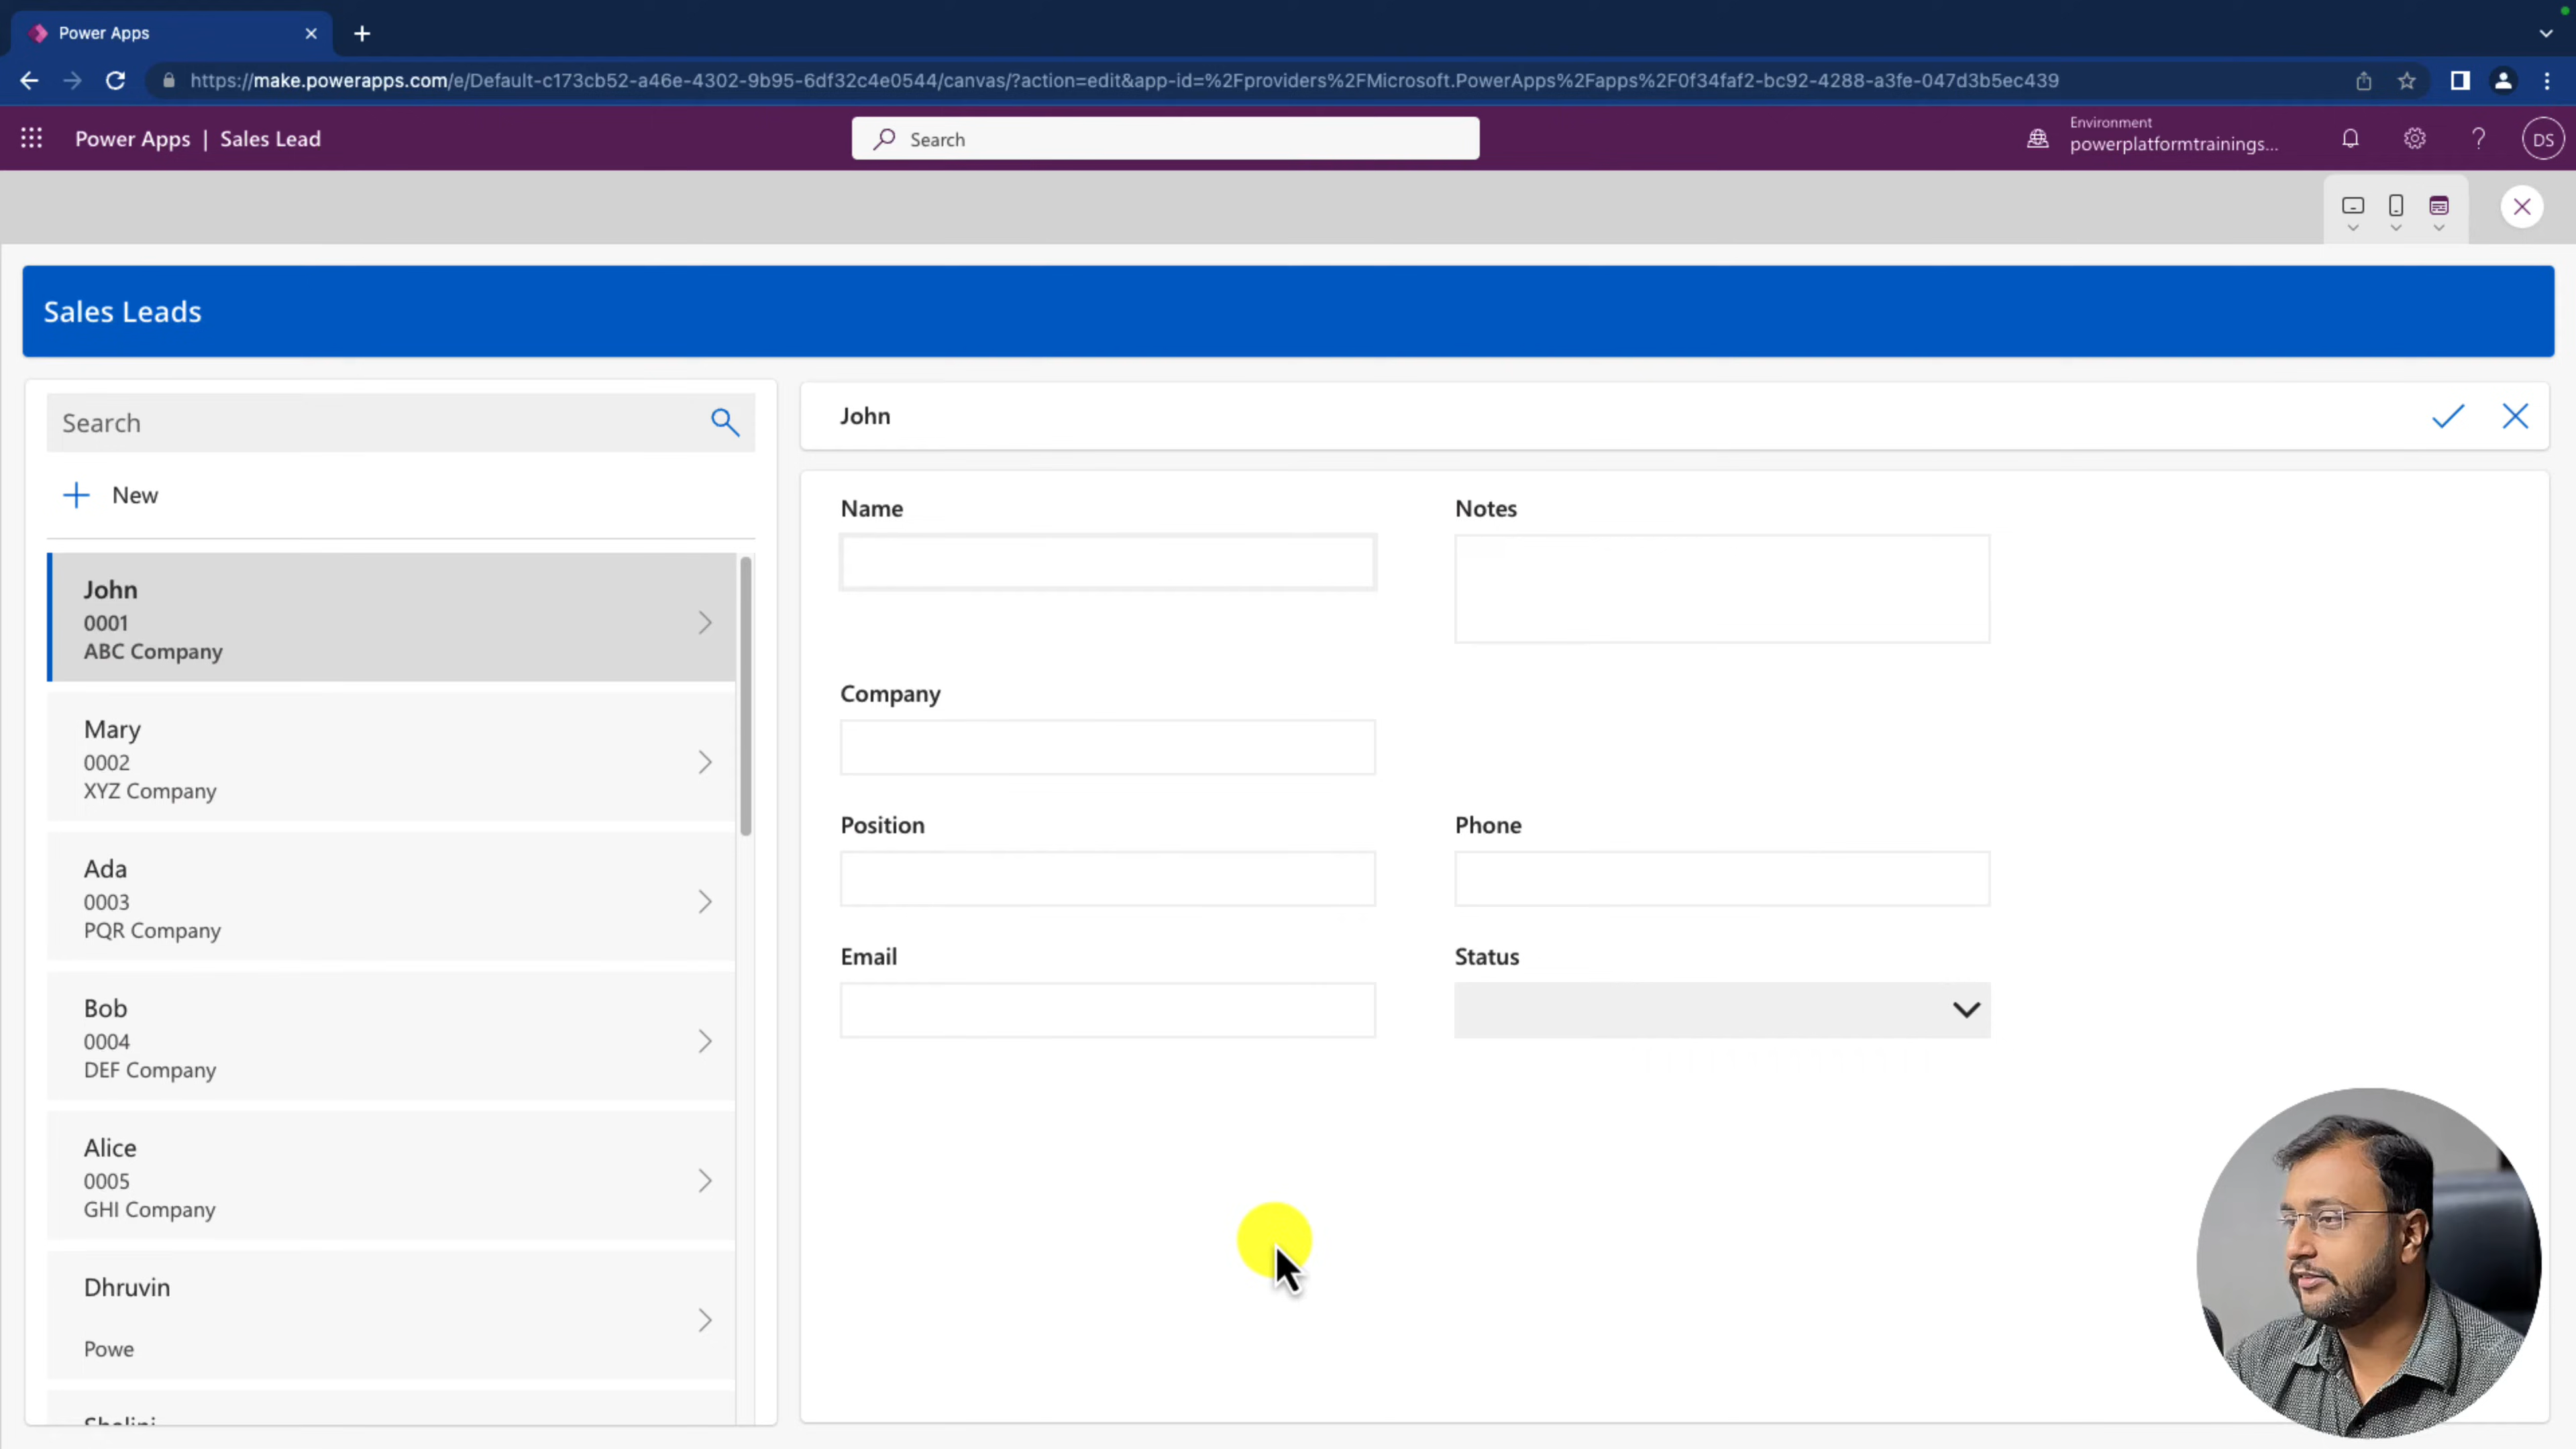 Power Apps
https://make.powerapps.com/e/Default-c173cb52-a46e-4302-9b95-6df32c4e0544/canvas/?action=edit&app-id=%2Fproviders%2FMicrosoft.PowerApps%2Fapps%2F0f34faf2-bc92-4288-a3fe-047d3b5ec439
Power Apps | Sales Lead
Search
Environment
powerplatformtrainings...
DS
Sales Leads
Search
New
John
0001
ABC Company
Mary
0002
XYZ Company
Ada
0003
PQR Company
Bob
0004
DEF Company
Alice
0005
GHI Company
Dhruvin
Powe
John
Name
Notes
Company
Position
Phone
Email
Status